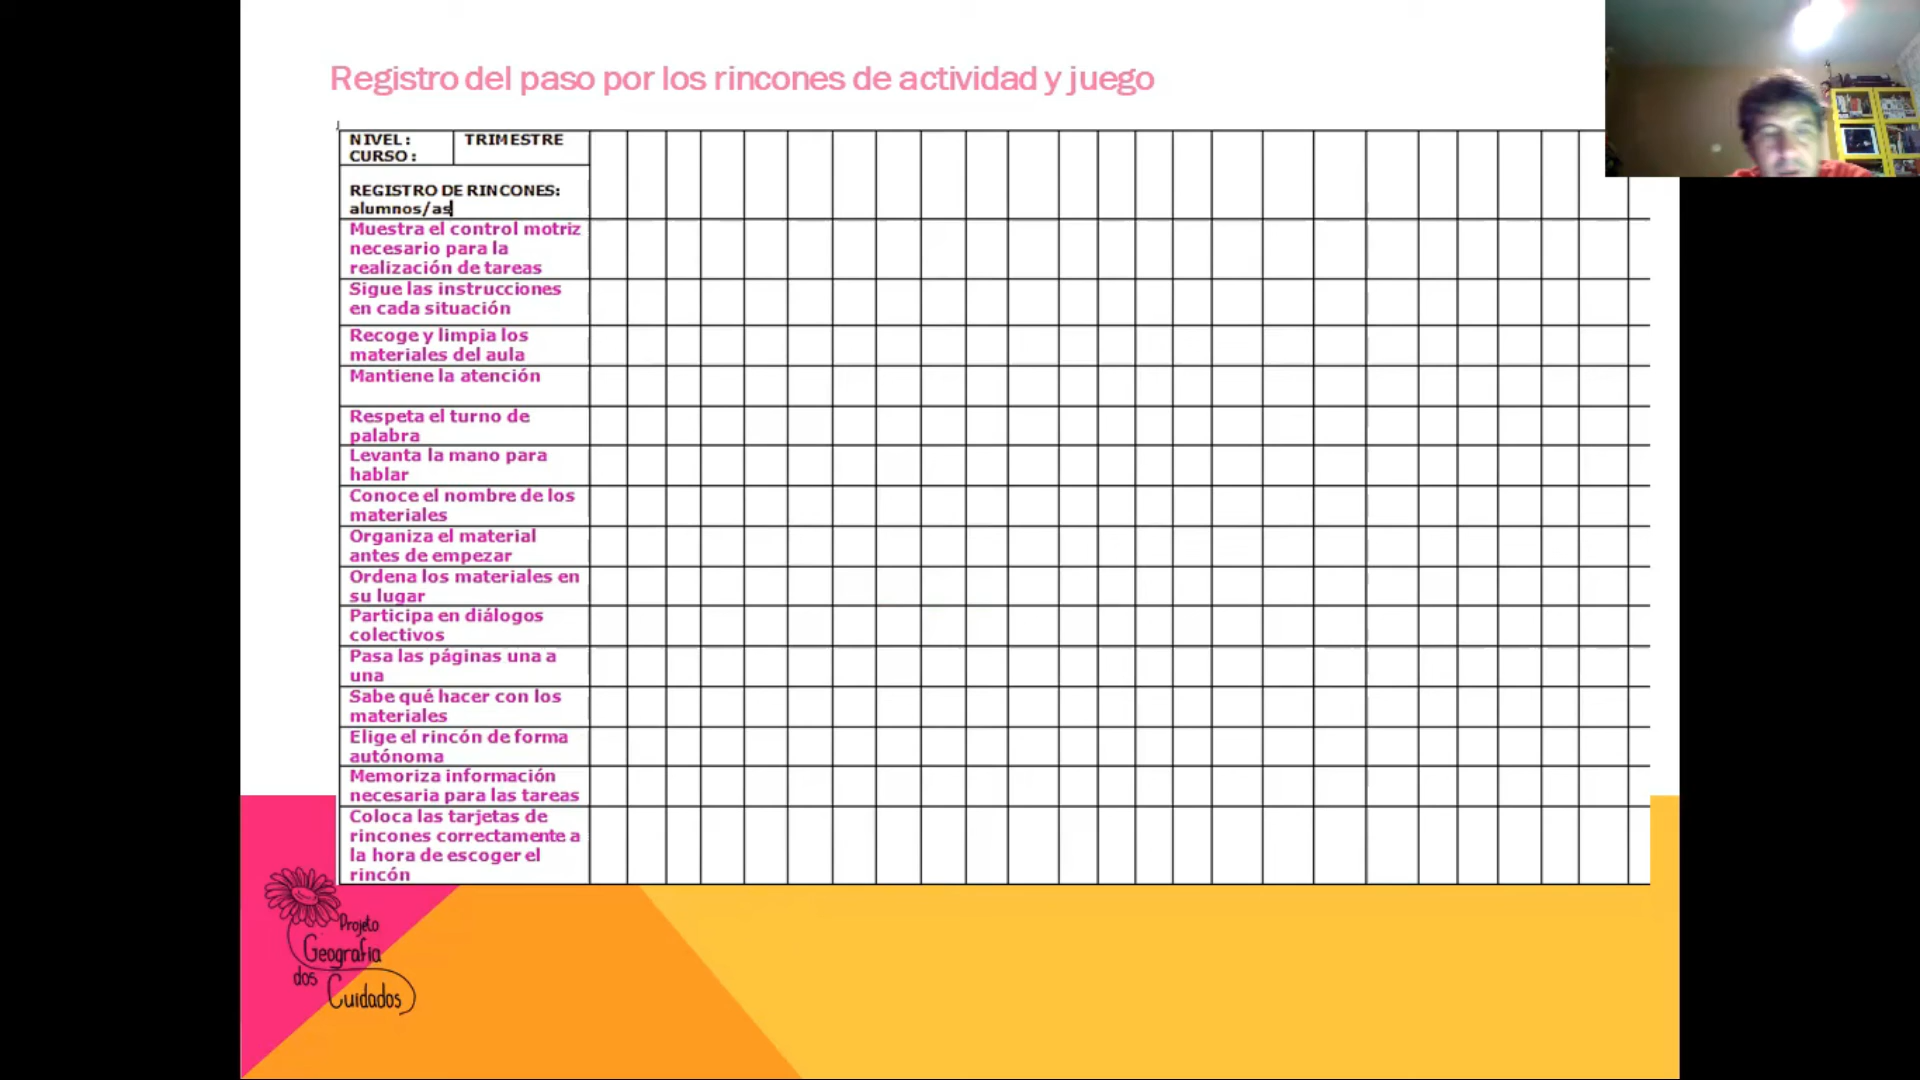 Registro del paso por los rincones de actividad y juego
NIVEL: TRIMESTRE
CURSO:
REGISTRO DE RINCONES:
alumnos/as
Muestra el control motriz
necesario para la
realización de tareas
Sigue las instrucciones
en cada situación
Recoge y limpia los
materiales del aula
Mantiene la atención
Respeta el turno de
palabra
Levanta la mano para
hablar
Conoce el nombre de los
materiales
Organiza el material
antes de empezar
Ordena los materiales en
su lugar
Participa en diálogos
colectivos
Pasa las páginas una a
una
Sabe qué hacer con los
materiales
Elige el rincón de forma
autónoma
Memoriza información
necesaria para las tareas
Coloca las tarjetas de
rincones correctamente a
la hora de escoger el
rincón
Projeto
Geografia
dos
Cuidados